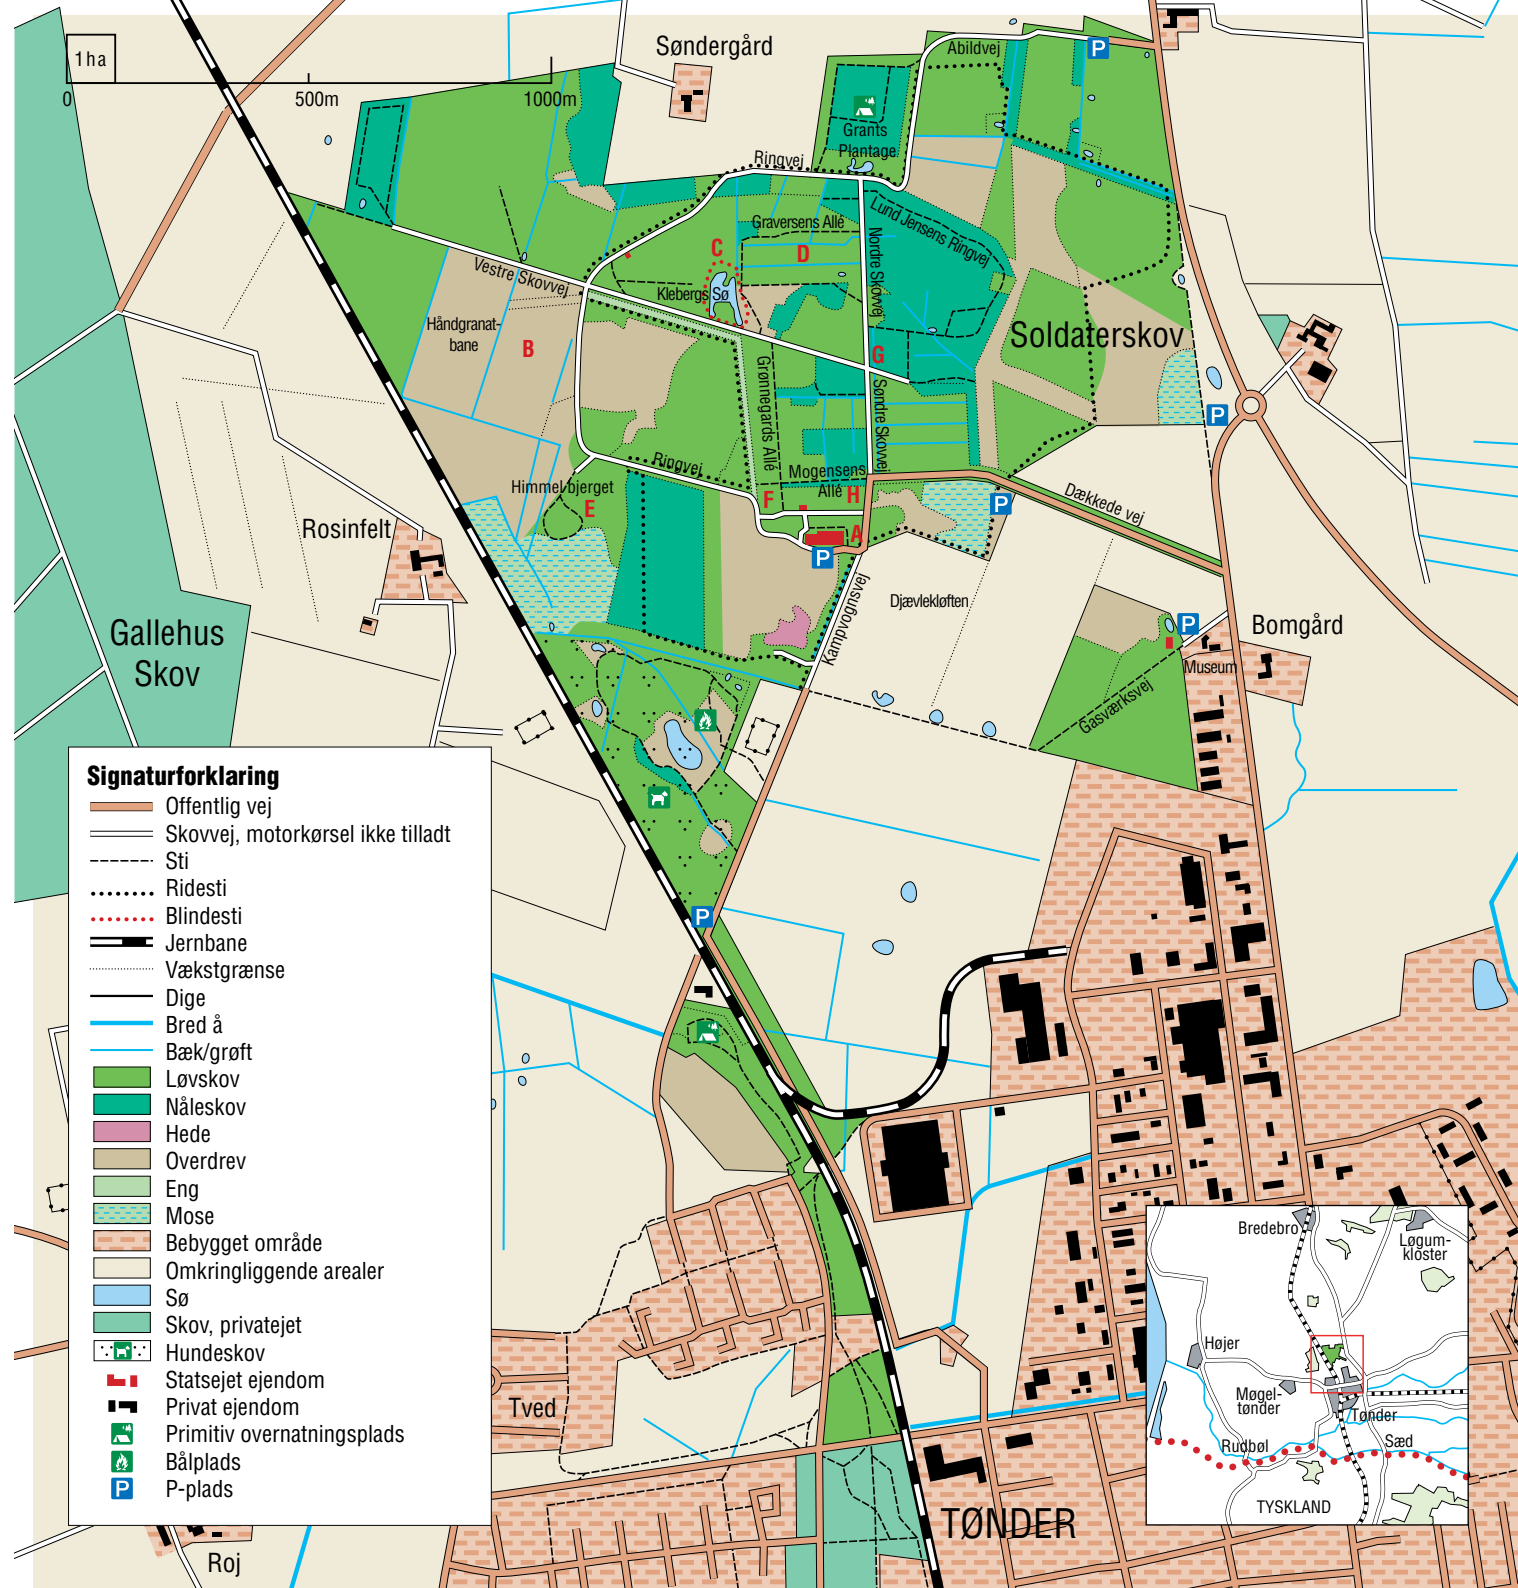 1ha
0
500m
1000m
Søndergård
Abildvej
P
Grants
Plantage
Ringvej
Lund Jensens Ringvej
Graversens Allé
Nordre Skovvej
C
D
Vestre Skovvej
Klebergs Sø
Håndgranat-
bane
B
Soldaterskov
G
Grønnegards Allé
Søndre Skovvej
P
Ringvej
Mogensens
Allé
H
F
Himmelbjerget
E
A
P
Dækkede vej
P
Rosinfelt
Djævlekløften
Kampvognsvej
P
Bomgård
Museum
Gasværksvej
Gallehus
Skov
P
Signaturforklaring
Offentlig vej
Skovvej, motorkørsel ikke tilladt
Sti
Ridesti
Blindesti
Jernbane
Vækstgrænse
Dige
Bred å
Bæk/grøft
Løvskov
Nåleskov
Hede
Overdrev
Eng
Mose
Bebygget område
Omkringliggende arealer
Sø
Skov, privatejet
Hundeskov
Statsejet ejendom
Privat ejendom
Primitiv overnatningsplads
Bålplads
P P-plads
Tved
TØNDER
Roj
Bredebro
Løgum-
kloster
Højer
Møgel-
tønder
Tønder
Rudbøl
Sæd
TYSKLAND